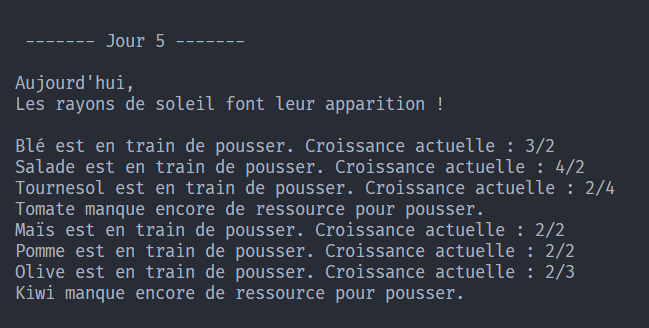 ------- Jour 5 -------
Aujourd'hui,
Les rayons de soleil font leur apparition !
Blé est en train de pousser. Croissance actuelle : 3/2
Salade est en train de pousser. Croissance actuelle : 4/2
Tournesol est en train de pousser. Croissance actuelle : 2/4
Tomate manque encore de ressource pour pousser.
Maïs est en train de pousser. Croissance actuelle : 2/2
Pomme est en train de pousser. Croissance actuelle : 2/2
Olive est en train de pousser. Croissance actuelle : 2/3
Kiwi manque encore de ressource pour pousser.